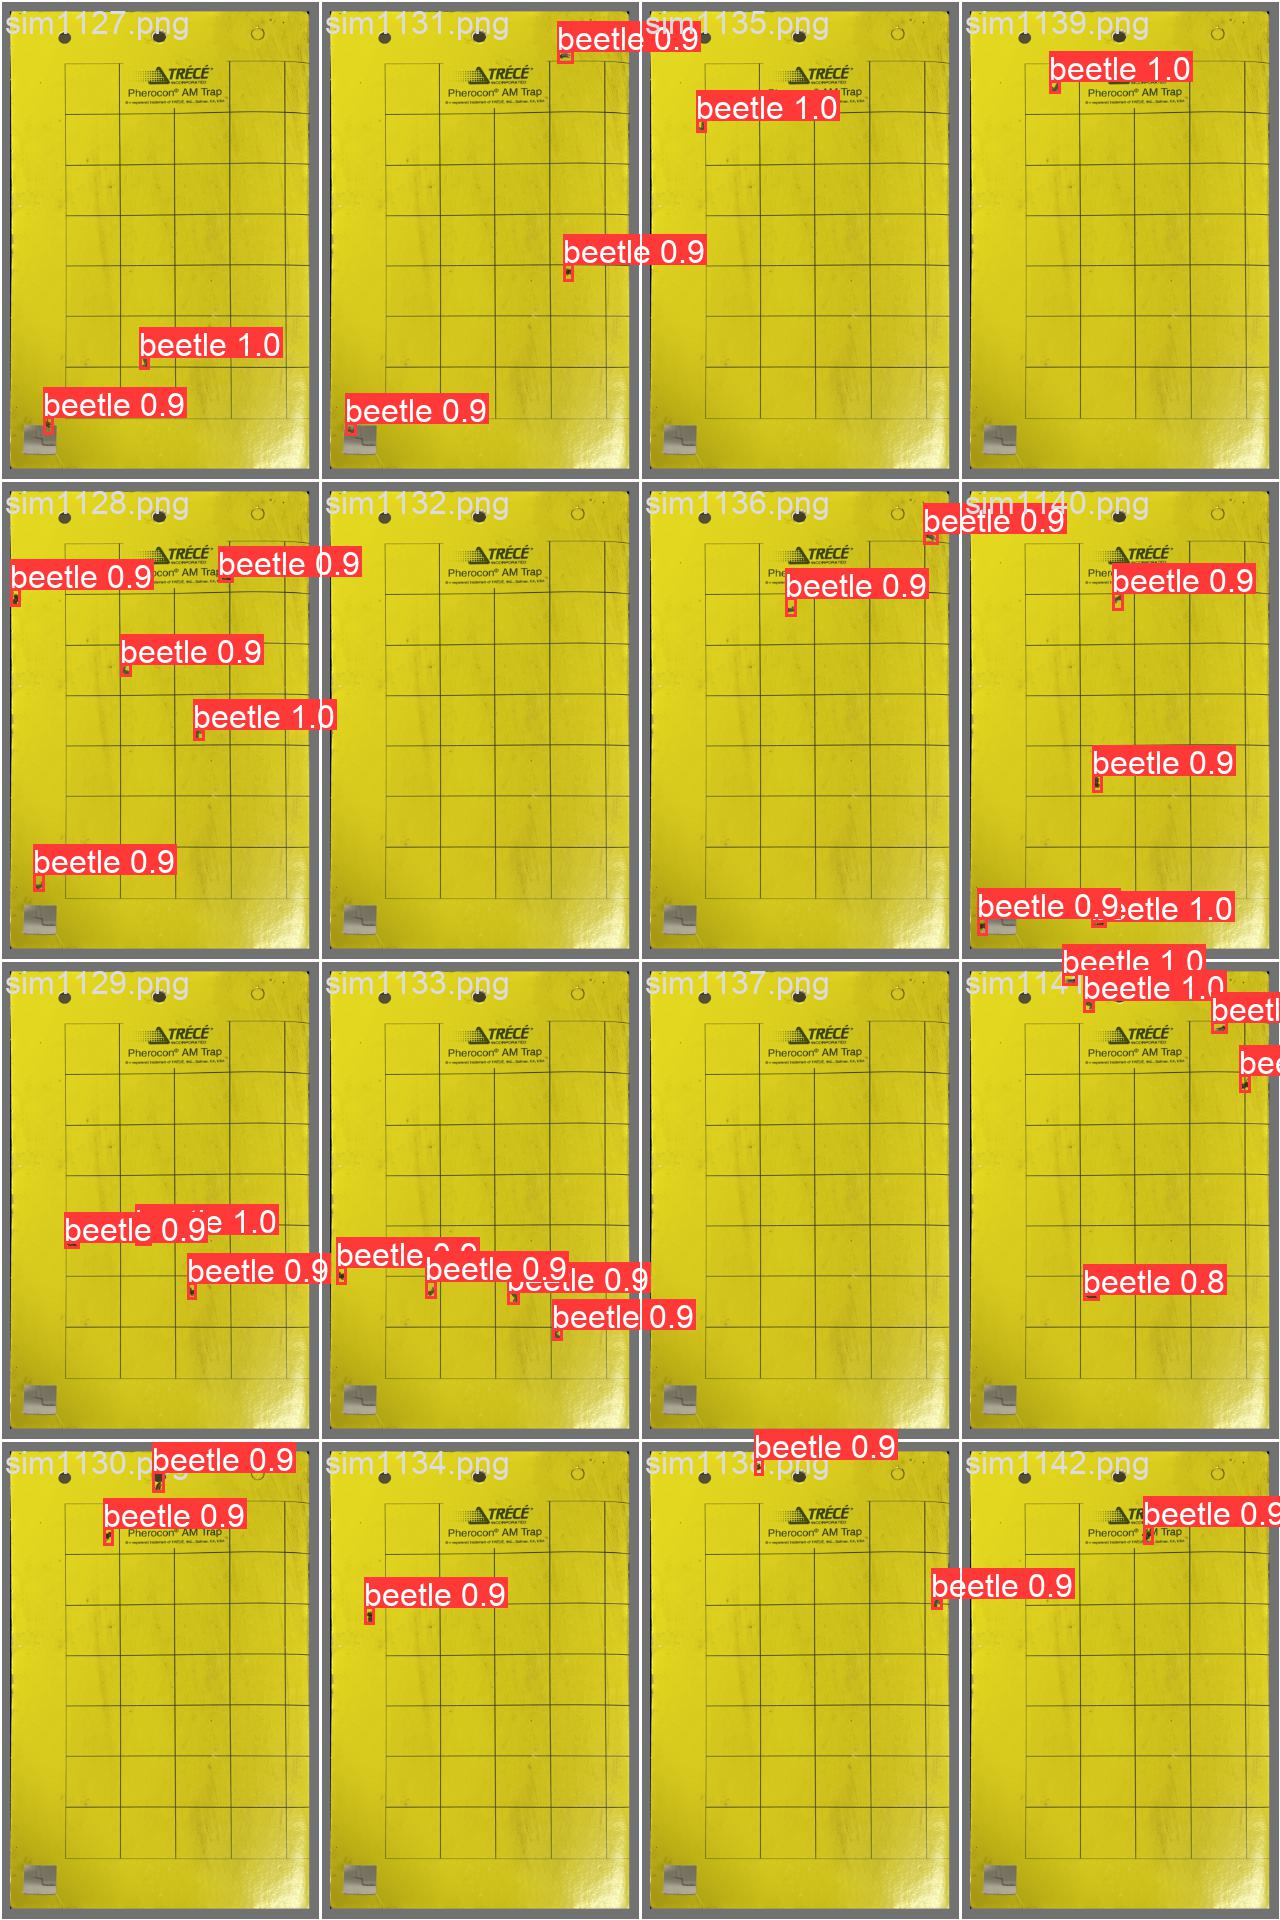 sim1127.png
TRÉCÉ
INCORPORATED
Pherocon® AM Trap
beetle 1.0
beetle 0.9
sim1131.png
beetle 0.9
TRÉCÉ
INCORPORATED
Pherocon® AM Trap
beetle 0.9
beetle 0.9
sim1135.png
TRÉCÉ
INCORPORATED
AM Trap
beetle 1.0
sim1139.png
beetle 1.0
Pherocon® AM Trap
sim1128.png
TRÉCÉ
beetle 0.9
beetle 0.9
beetle 0.9
beetle 1.0
beetle 0.9
sim1132.png
TRÉCÉ
INCORPORATED
Pherocon® AM Trap
sim1136.png
beetle 0.9
TRÉCÉ
INCORPORATED
beetle 0.9
sim1140.png
TRÉCÉ
INCORPORATED
beetle 0.9
beetle 0.9
beetle 0.9
beetle 1.0
sim1129.png
TRÉCÉ
INCORPORATED
Pherocon® AM Trap
beetle 1.0
beetle 0.9
beetle 0.9
sim1133.png
TRÉCÉ
INCORPORATED
Pherocon® AM Trap
beetle 0.9
beetle 0.9
beetle 0.9
beetle 0.9
sim1137.png
TRÉCÉ
INCORPORATED
Pherocon® AM Trap
beetle 1.0
beetle 1.0
TRÉCÉ
INCORPORATED
Pherocon® AM Trap
beetle 0.8
sim1130.png
beetle 0.9
beetle 0.9
Pherocon® AM Trap
sim1134.png
TRÉCÉ
INCORPORATED
Pherocon® AM Trap
beetle 0.9
beetle 0.9
TRÉCÉ
INCORPORATED
Pherocon® AM Trap
beetle 0.9
sim1142.png
beetle 0.9